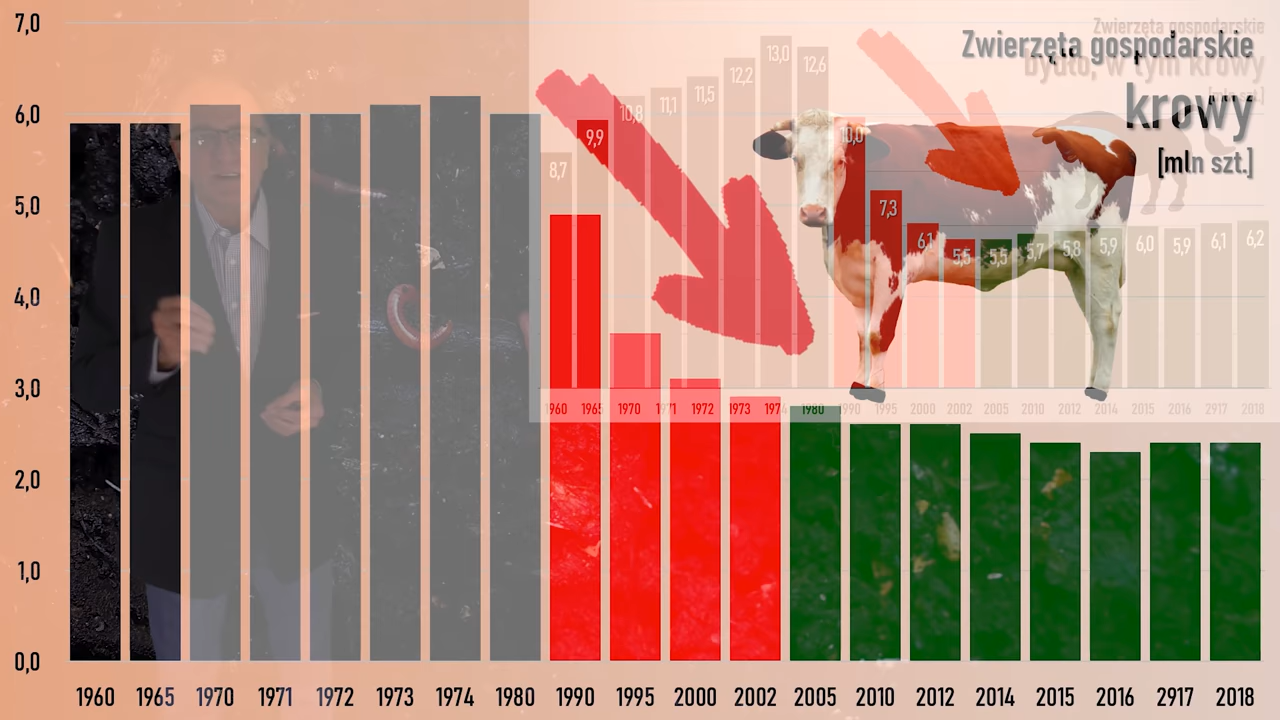 Zwierzęta gospodarskie
bydło, w tym krowy
[mln szt.]
Zwierzęta gospodarskie
krowy
[mln szt.]
7,0
6,0
5,0
4,0
3,0
2,0
1,0
0,0
8,7 9,9 10,8 11,1 11,5 12,2 13,0 12,6 10,0 7,3 6,1 5,5 5,5 5,7 5,8 5,9 6,0 5,9 6,1 6,2
1960 1965 1970 1971 1972 1973 1974 1980 1990 1995 2000 2002 2005 2010 2012 2014 2015 2016 2917 2018
1960 1965 1970 1971 1972 1973 1974 1980 1990 1995 2000 2002 2005 2010 2012 2014 2015 2016 2917 2018